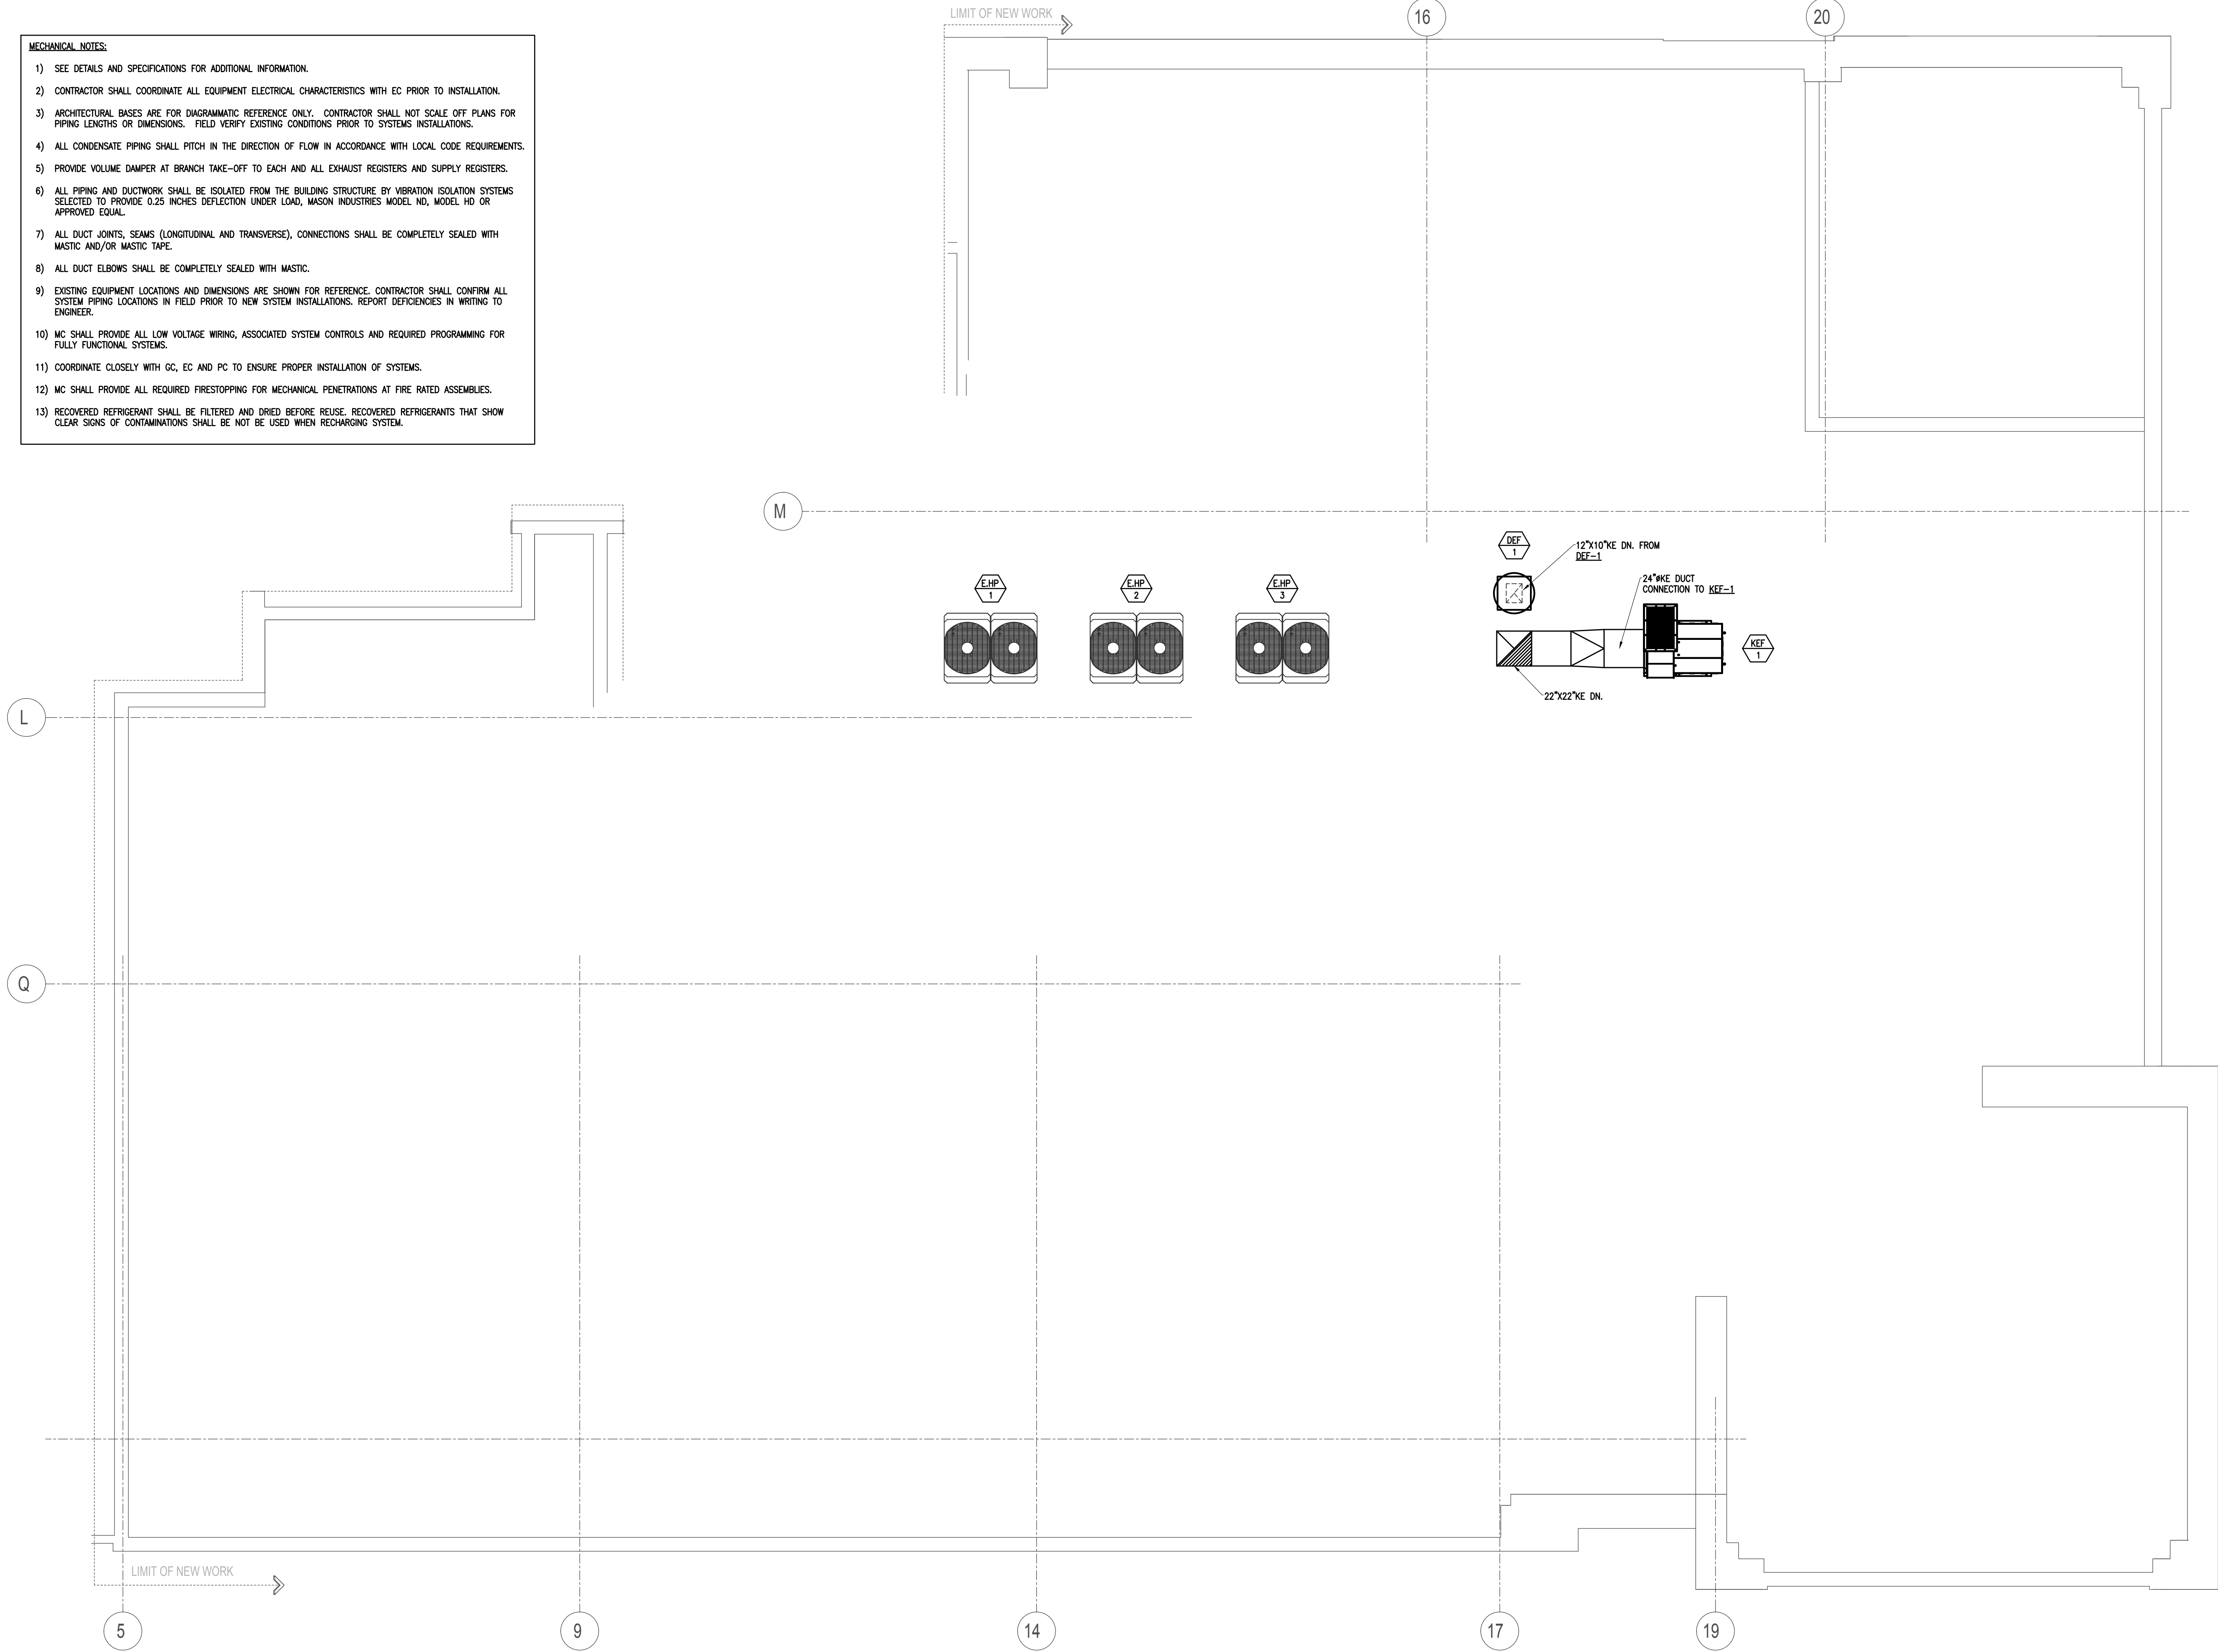 LIMIT OF NEW WORK
16
20
MECHANICAL NOTES:
1) SEE DETAILS AND SPECIFICATIONS FOR ADDITIONAL INFORMATION.
2) CONTRACTOR SHALL COORDINATE ALL EQUIPMENT ELECTRICAL CHARACTERISTICS WITH EC PRIOR TO INSTALLATION.
3) ARCHITECTURAL BASES ARE FOR DIAGRAMMATIC REFERENCE ONLY. CONTRACTOR SHALL NOT SCALE OFF PLANS FOR
PIPING LENGTHS OR DIMENSIONS. FIELD VERIFY EXISTING CONDITIONS PRIOR TO SYSTEMS INSTALLATIONS.
4) ALL CONDENSATE PIPING SHALL PITCH IN THE DIRECTION OF FLOW IN ACCORDANCE WITH LOCAL CODE REQUIREMENTS.
5) PROVIDE VOLUME DAMPER AT BRANCH TAKE-OFF TO EACH AND ALL EXHAUST REGISTERS AND SUPPLY REGISTERS.
6) ALL PIPING AND DUCTWORK SHALL BE ISOLATED FROM THE BUILDING STRUCTURE BY VIBRATION ISOLATION SYSTEMS
SELECTED TO PROVIDE 0.25 INCHES DEFLECTION UNDER LOAD, MASON INDUSTRIES MODEL ND, MODEL HD OR
APPROVED EQUAL.
7) ALL DUCT JOINTS, SEAMS (LONGITUDINAL AND TRANSVERSE), CONNECTIONS SHALL BE COMPLETELY SEALED WITH
MASTIC AND/OR MASTIC TAPE.
8) ALL DUCT ELBOWS SHALL BE COMPLETELY SEALED WITH MASTIC.
9) EXISTING EQUIPMENT LOCATIONS AND DIMENSIONS ARE SHOWN FOR REFERENCE. CONTRACTOR SHALL CONFIRM ALL
SYSTEM PIPING LOCATIONS IN FIELD PRIOR TO NEW SYSTEM INSTALLATIONS. REPORT DEFICIENCIES IN WRITING TO
ENGINEER.
10) MC SHALL PROVIDE ALL LOW VOLTAGE WIRING, ASSOCIATED SYSTEM CONTROLS AND REQUIRED PROGRAMMING FOR
FULLY FUNCTIONAL SYSTEMS.
11) COORDINATE CLOSELY WITH GC, EC AND PC TO ENSURE PROPER INSTALLATION OF SYSTEMS.
12) MC SHALL PROVIDE ALL REQUIRED FIRESTOPPING FOR MECHANICAL PENETRATIONS AT FIRE RATED ASSEMBLIES.
13) RECOVERED REFRIGERANT SHALL BE FILTERED AND DRIED BEFORE REUSE. RECOVERED REFRIGERANTS THAT SHOW
CLEAR SIGNS OF CONTAMINATIONS SHALL BE NOT BE USED WHEN RECHARGING SYSTEM.
M
DEF
1
12"X10"KE DN. FROM
DEF-1
E.HP
1
E.HP
2
E.HP
3
24"øKE DUCT
CONNECTION TO KEF-1
KEF
1
22"X22"KE DN.
L
Q
LIMIT OF NEW WORK
5
9
14
17
19